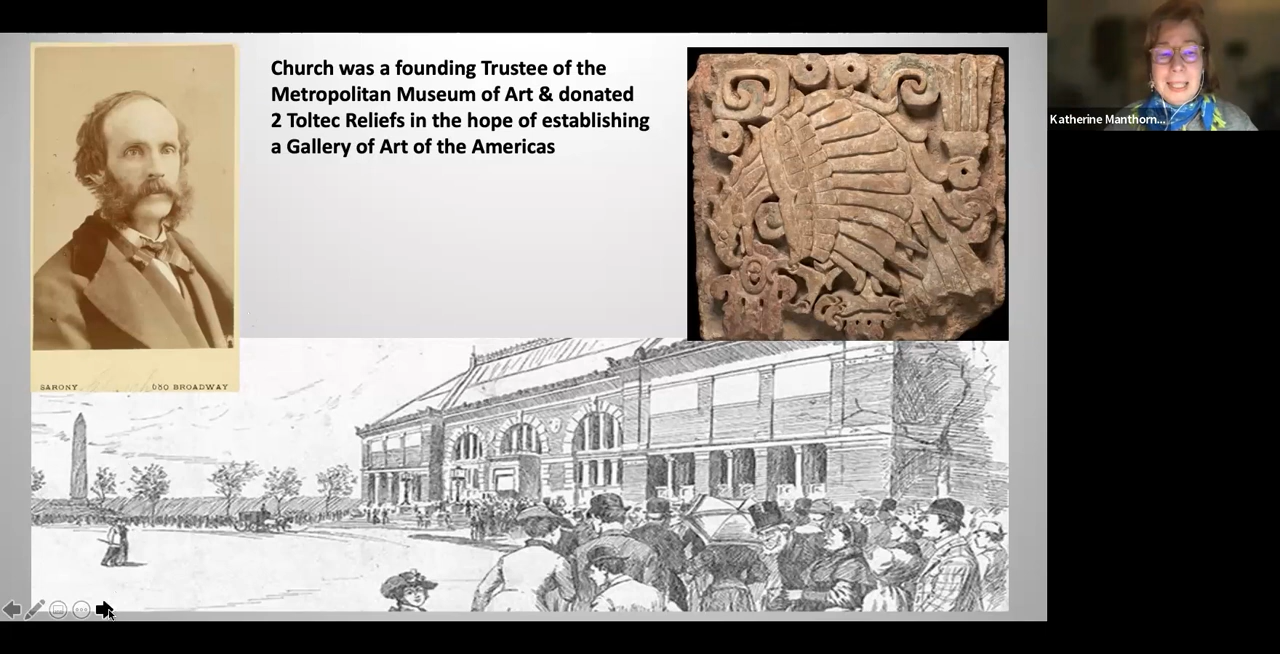 Church was a founding Trustee of the
Metropolitan Museum of Art & donated
2 Toltec Reliefs in the hope of establishing
a Gallery of Art of the Americas
Katherine Manthorn...
SARONY. 680 BROADWAY